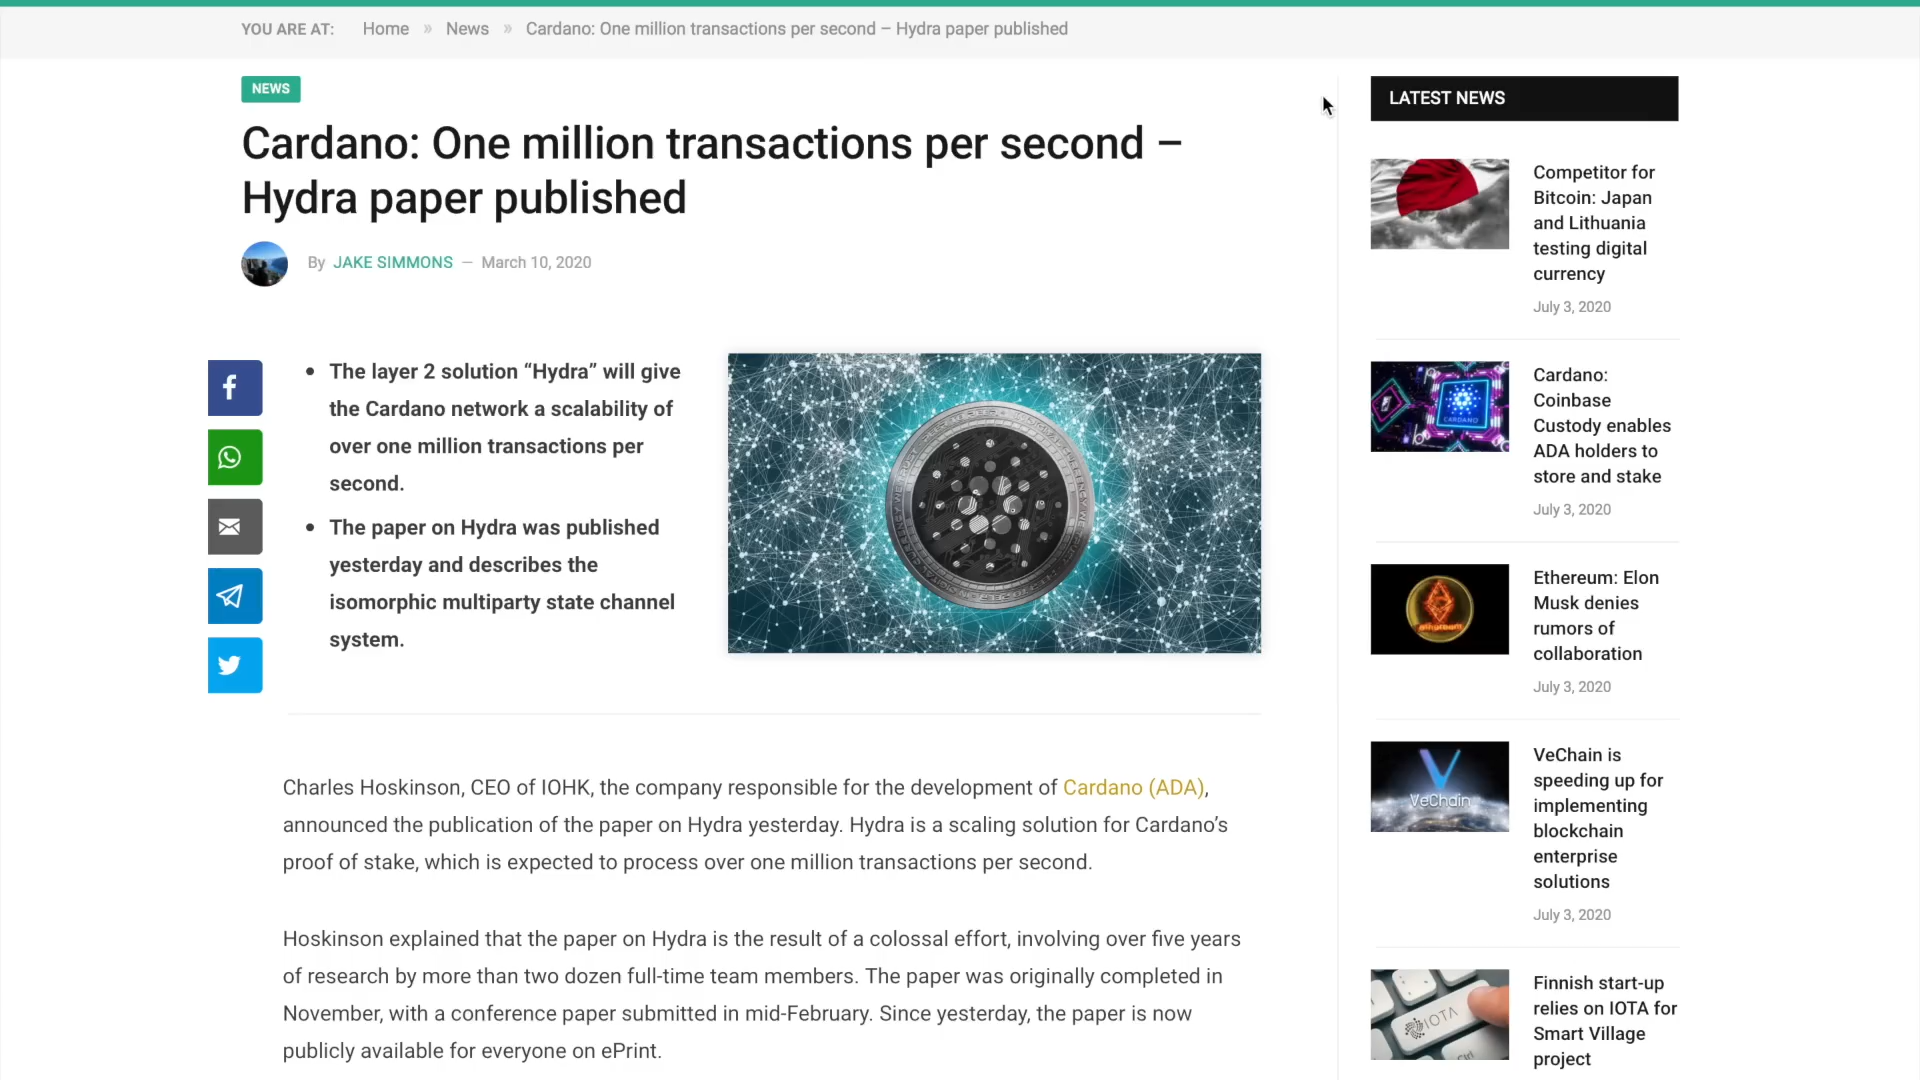 YOU ARE AT: Home » News » Cardano: One million transactions per second – Hydra paper published
NEWS
Cardano: One million transactions per second –
Hydra paper published
By JAKE SIMMONS — March 10, 2020
• The layer 2 solution “Hydra” will give
the Cardano network a scalability of
over one million transactions per
second.
• The paper on Hydra was published
yesterday and describes the
isomorphic multiparty state channel
system.
Charles Hoskinson, CEO of IOHK, the company responsible for the development of Cardano (ADA),
announced the publication of the paper on Hydra yesterday. Hydra is a scaling solution for Cardano’s
proof of stake, which is expected to process over one million transactions per second.
Hoskinson explained that the paper on Hydra is the result of a colossal effort, involving over five years
of research by more than two dozen full-time team members. The paper was originally completed in
November, with a conference paper submitted in mid-February. Since yesterday, the paper is now
publicly available for everyone on ePrint.
LATEST NEWS
Competitor for
Bitcoin: Japan
and Lithuania
testing digital
currency
July 3, 2020
CARDANO
Cardano:
Coinbase
Custody enables
ADA holders to
store and stake
July 3, 2020
Ethereum: Elon
Musk denies
rumors of
collaboration
July 3, 2020
VeChain
VeChain is
speeding up for
implementing
blockchain
enterprise
solutions
July 3, 2020
IOTA
Ctrl
Finnish start-up
relies on IOTA for
Smart Village
project